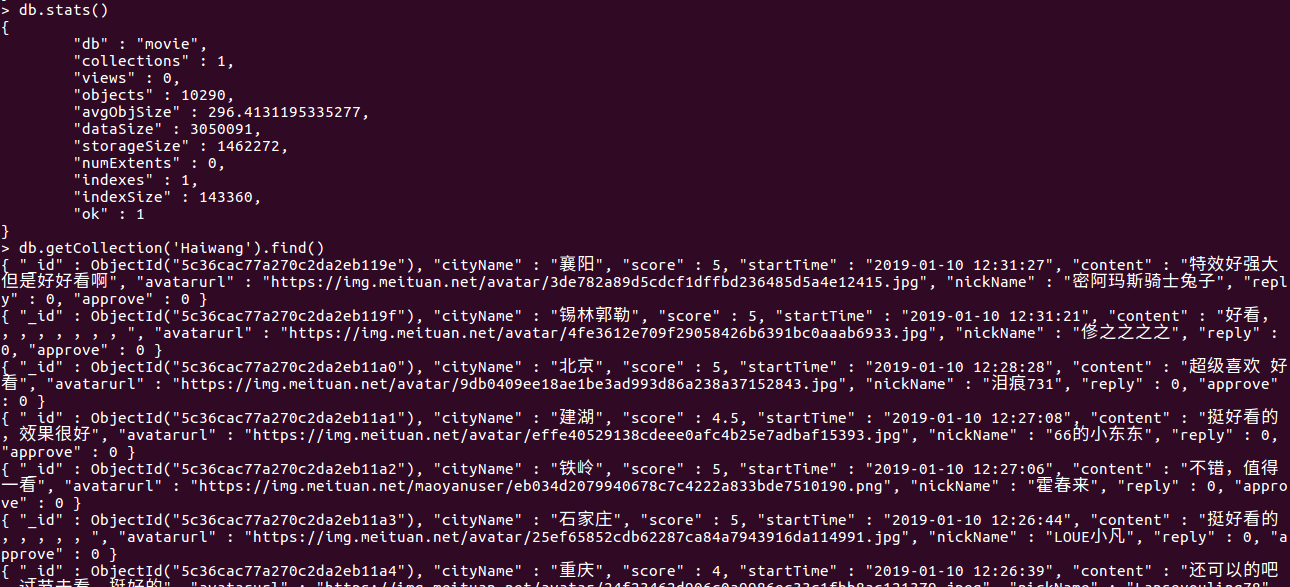 > db.stats()
{
"db" : "movie",
"collections" : 1,
"views" : 0,
"objects" : 10290,
"avgObjSize" : 296.4131195335277,
"dataSize" : 3050091,
"storageSize" : 1462272,
"numExtents" : 0,
"indexes" : 1,
"indexSize" : 143360,
"ok" : 1
}
> db.getCollection('Haiwang').find()
{ "_id" : ObjectId("5c36cac77a270c2da2eb119e"), "cityName" : "襄阳", "score" : 5, "startTime" : "2019-01-10 12:31:27", "content" : "特效好强大
但是好好看啊", "avatarurl" : "https://img.meituan.net/avatar/3de782a89d5cdcf1dffbd236485d5a4e12415.jpg", "nickName" : "密阿玛斯骑士兔子", "repl
y" : 0, "approve" : 0 }
{ "_id" : ObjectId("5c36cac77a270c2da2eb119f"), "cityName" : "锡林郭勒", "score" : 5, "startTime" : "2019-01-10 12:31:21", "content" : "好看，
，，，，，，，", "avatarurl" : "https://img.meituan.net/avatar/4fe3612e709f29058426b6391bc0aaab6933.jpg", "nickName" : "修之之之之", "reply" :
0, "approve" : 0 }
{ "_id" : ObjectId("5c36cac77a270c2da2eb11a0"), "cityName" : "北京", "score" : 5, "startTime" : "2019-01-10 12:28:28", "content" : "超级喜欢 好
看", "avatarurl" : "https://img.meituan.net/avatar/9db0409ee18ae1be3ad993d86a238a37152843.jpg", "nickName" : "泪痕731", "reply" : 0, "approve"
: 0 }
{ "_id" : ObjectId("5c36cac77a270c2da2eb11a1"), "cityName" : "建湖", "score" : 4.5, "startTime" : "2019-01-10 12:27:08", "content" : "挺好看的
，效果很好", "avatarurl" : "https://img.meituan.net/avatar/effe40529138cdeee0afc4b25e7adbaf15393.jpg", "nickName" : "66的小东东", "reply" : 0,
"approve" : 0 }
{ "_id" : ObjectId("5c36cac77a270c2da2eb11a2"), "cityName" : "铁岭", "score" : 5, "startTime" : "2019-01-10 12:27:06", "content" : "不错，值得
一看", "avatarurl" : "https://img.meituan.net/maoyanuser/eb034d2079940678c7c4222a833bde7510190.png", "nickName" : "霍春来", "reply" : 0, "appro
ve" : 0 }
{ "_id" : ObjectId("5c36cac77a270c2da2eb11a3"), "cityName" : "石家庄", "score" : 5, "startTime" : "2019-01-10 12:26:44", "content" : "挺好看的
，，，，，", "avatarurl" : "https://img.meituan.net/avatar/25ef65852cdb62287ca84a7943916da114991.jpg", "nickName" : "LOUE小凡", "reply" : 0, "a
pprove" : 0 }
{ "_id" : ObjectId("5c36cac77a270c2da2eb11a4"), "cityName" : "重庆", "score" : 4, "startTime" : "2019-01-10 12:26:39", "content" : "还可以的吧